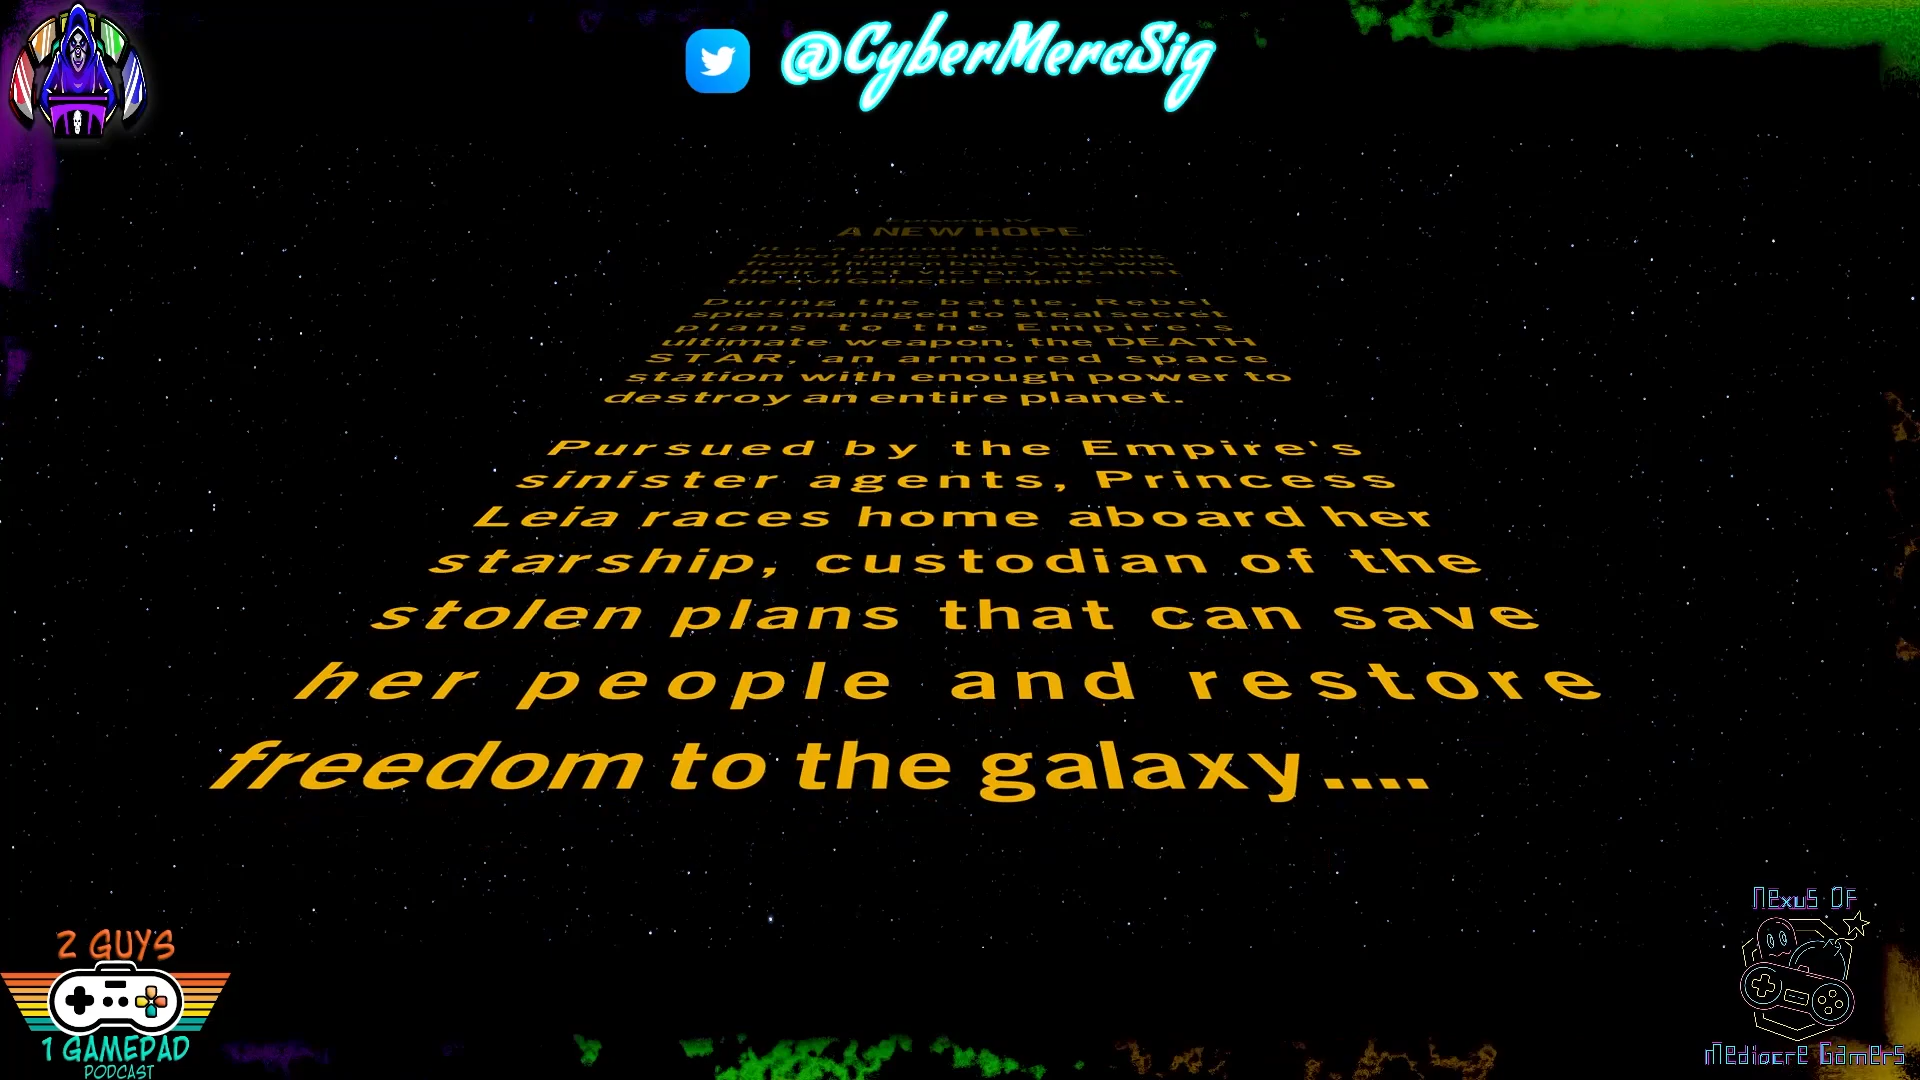 @CyberMercSig
Episode IV
A NEW HOPE
It is a period of civil war.
Rebel spaceships, striking
from a hidden base, have won
their first victory against
the evil Galactic Empire.
During the battle, Rebel
spies managed to steal secret
plans to the Empire's
ultimate weapon, the DEATH
STAR, an armored space
station with enough power to
destroy an entire planet.
Pursued by the Empire's
sinister agents, Princess
Leia races home aboard her
starship, custodian of the
stolen plans that can save
her people and restore
freedom to the galaxy....
2 GUYS
1 GAMEPAD
PODCAST
Nexus Of
Mediocre Gamers